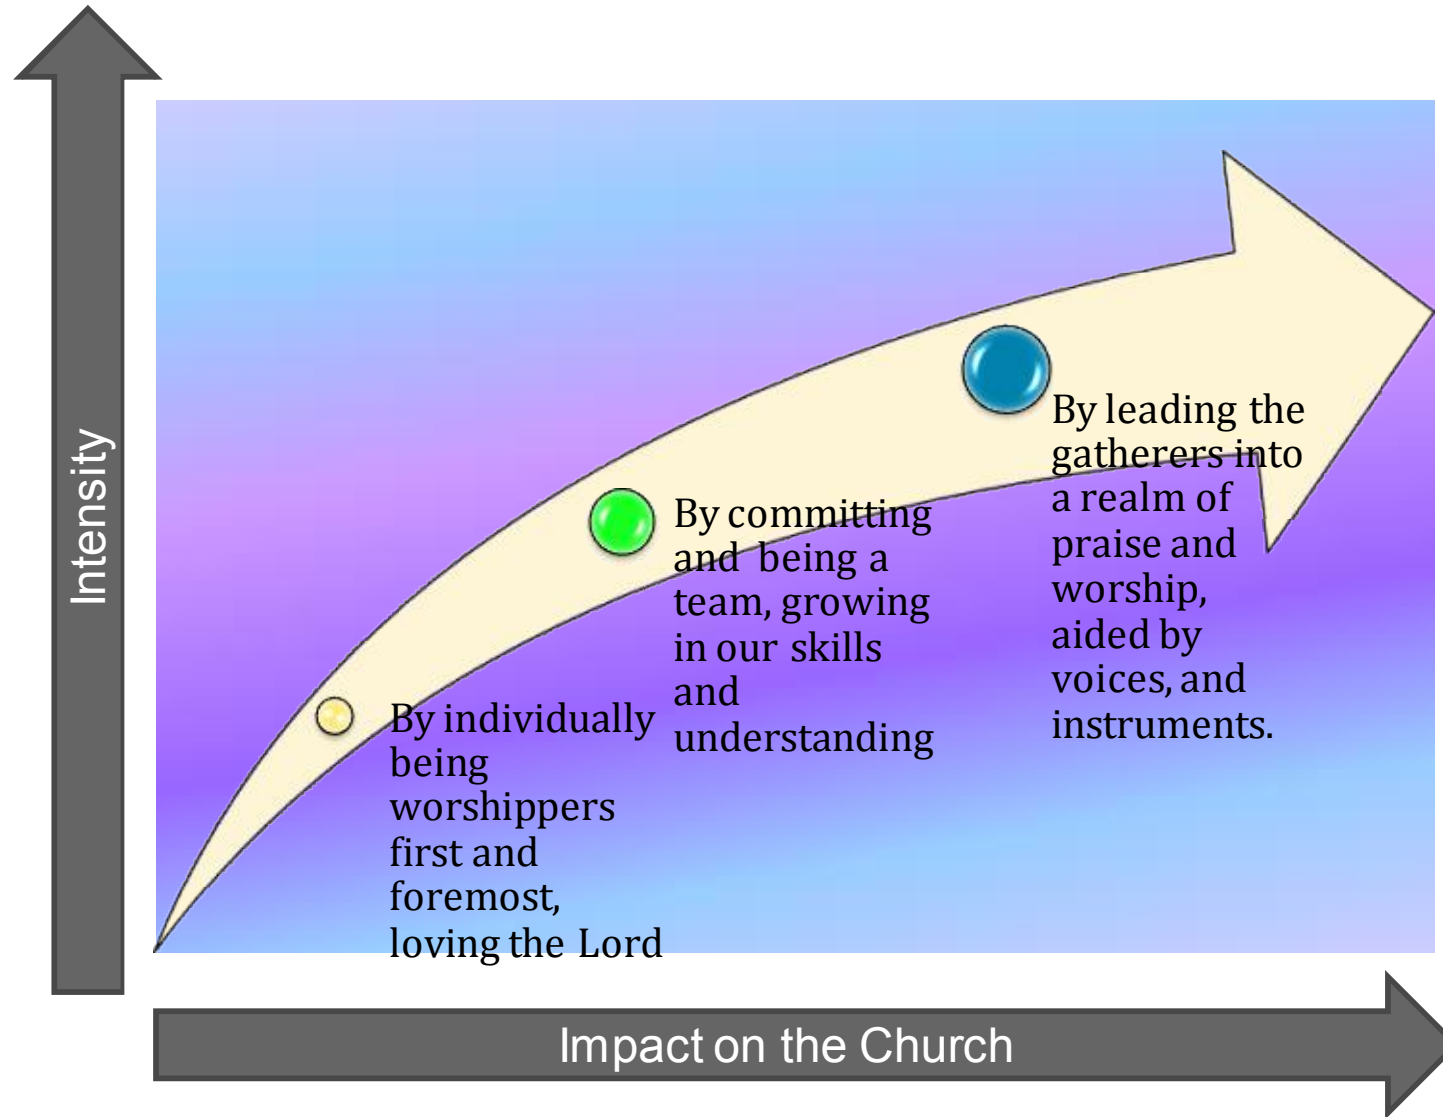 Intensity
By individually
being
worshippers
first and
foremost,
loving the Lord
By committing
and being a
team, growing
in our skills
and
understanding
By leading the
gatherers into
a realm of
praise and
worship,
aided by
voices, and
instruments.
Impact on the Church